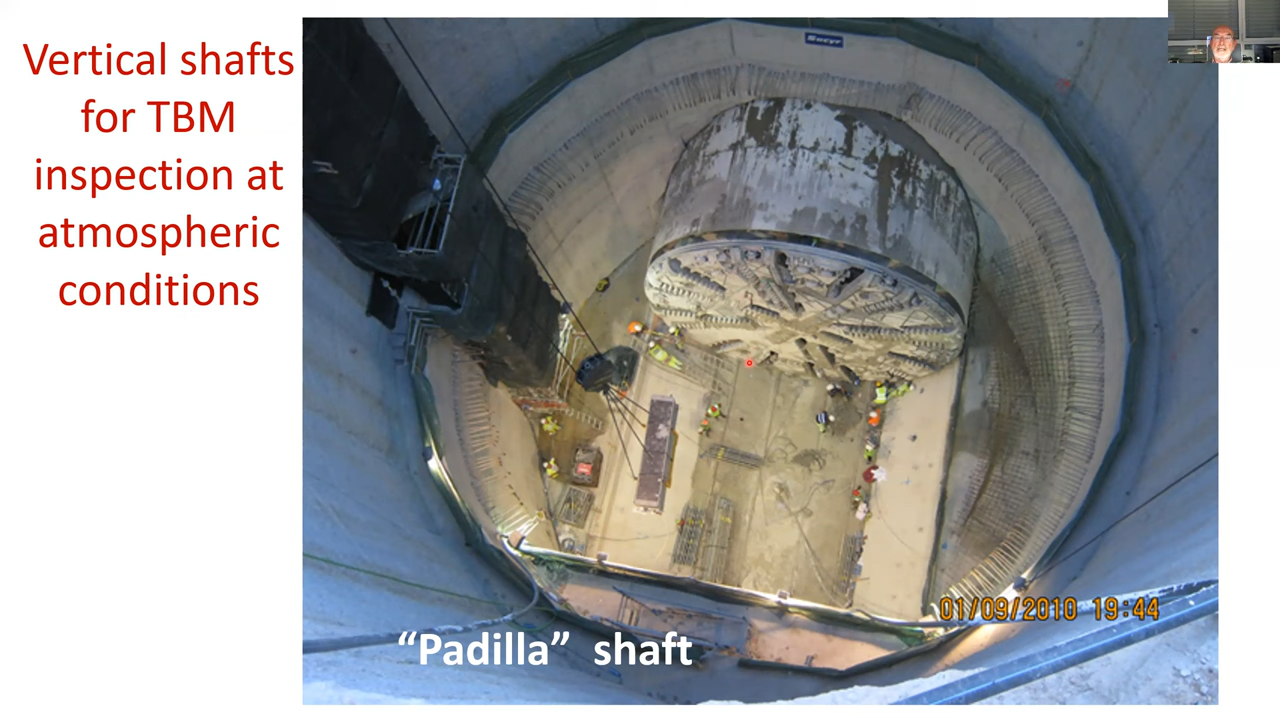 Vertical shafts
for TBM
inspection at
atmospheric
conditions
Sacyr
01/09/2010 19:44
“Padilla” shaft